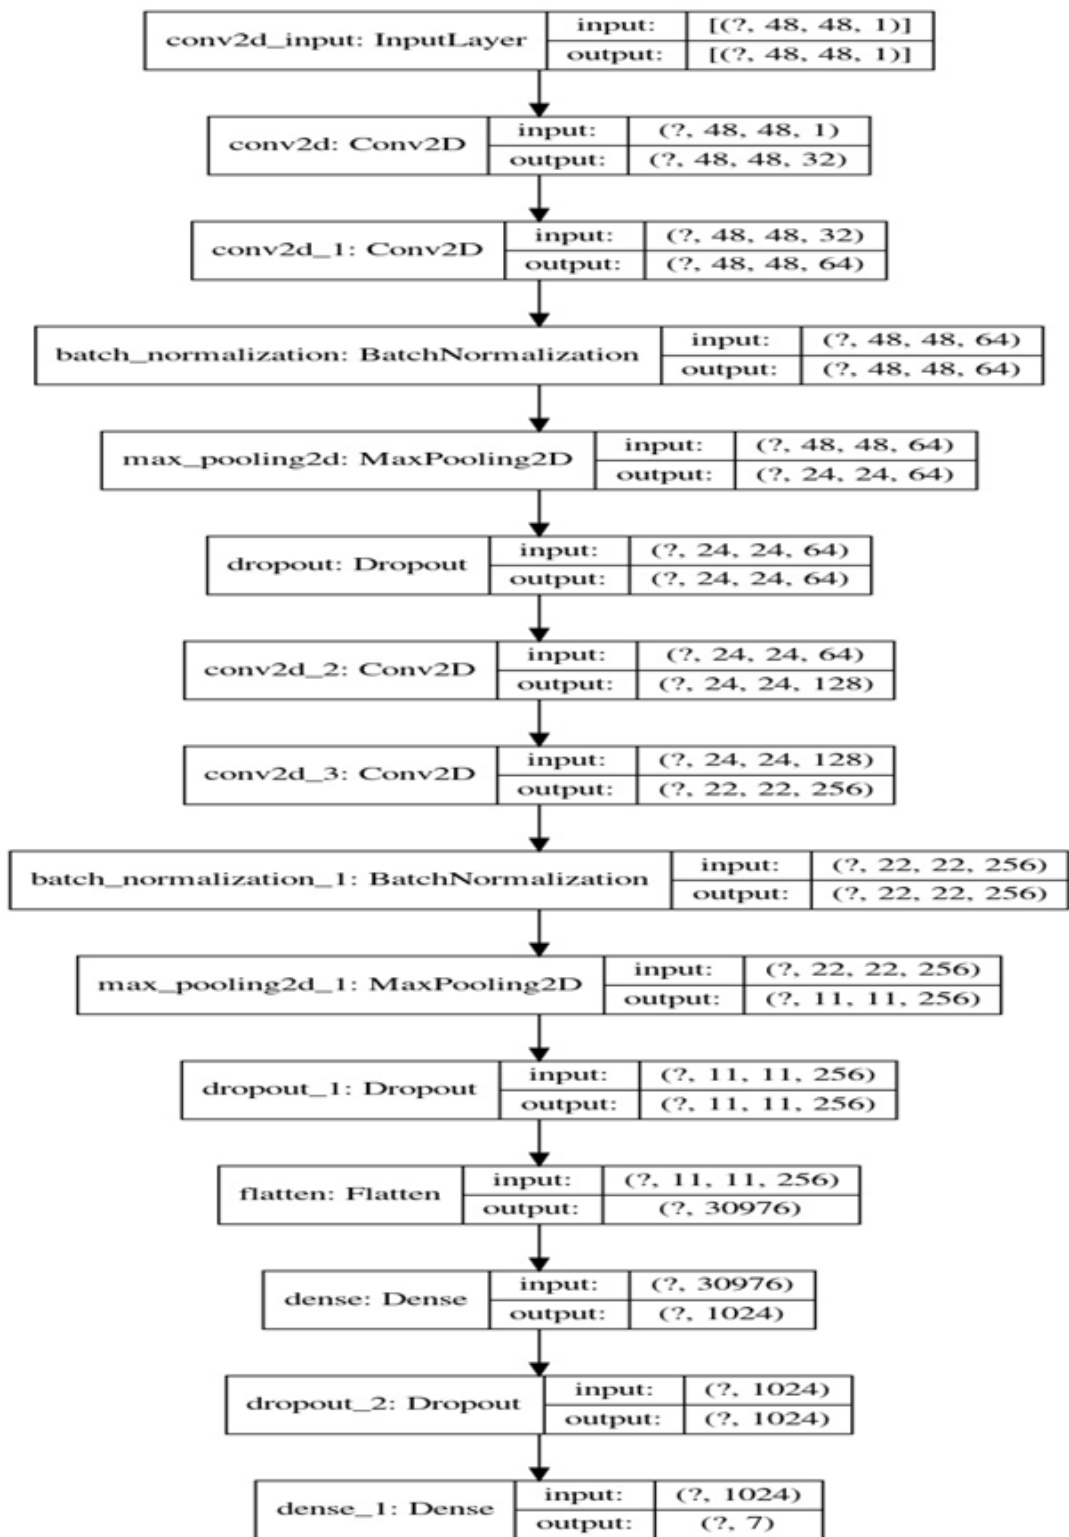 conv2d_input: InputLayer
input: [(?, 48, 48, 1)]
output: [(?, 48, 48, 1)]
conv2d: Conv2D
input: (?, 48, 48, 1)
output: (?, 48, 48, 32)
conv2d_1: Conv2D
input: (?, 48, 48, 32)
output: (?, 48, 48, 64)
batch_normalization: BatchNormalization
input: (?, 48, 48, 64)
output: (?, 48, 48, 64)
max_pooling2d: MaxPooling2D
input: (?, 48, 48, 64)
output: (?, 24, 24, 64)
dropout: Dropout
input: (?, 24, 24, 64)
output: (?, 24, 24, 64)
conv2d_2: Conv2D
input: (?, 24, 24, 64)
output: (?, 24, 24, 128)
conv2d_3: Conv2D
input: (?, 24, 24, 128)
output: (?, 22, 22, 256)
batch_normalization_1: BatchNormalization
input: (?, 22, 22, 256)
output: (?, 22, 22, 256)
max_pooling2d_1: MaxPooling2D
input: (?, 22, 22, 256)
output: (?, 11, 11, 256)
dropout_1: Dropout
input: (?, 11, 11, 256)
output: (?, 11, 11, 256)
flatten: Flatten
input: (?, 11, 11, 256)
output: (?, 30976)
dense: Dense
input: (?, 30976)
output: (?, 1024)
dropout_2: Dropout
input: (?, 1024)
output: (?, 1024)
dense_1: Dense
input: (?, 1024)
output: (?, 7)